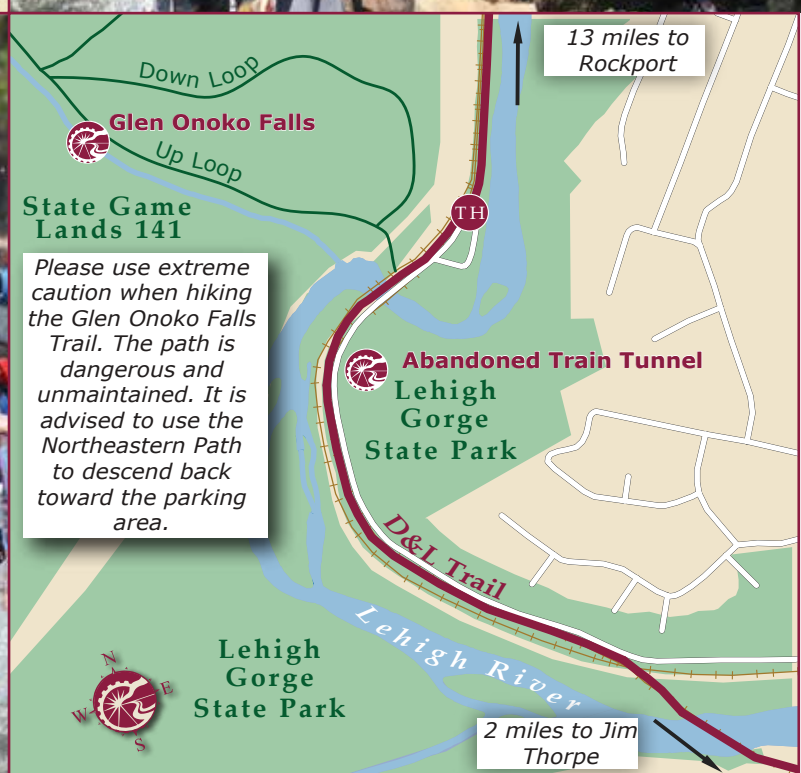 13 miles to
Rockport
Down Loop
Glen Onoko Falls
Up Loop
TH
State Game
Lands 141
Please use extreme
caution when hiking
the Glen Onoko Falls
Trail. The path is
dangerous and
unmaintained. It is
advised to use the
Northeastern Path
to descend back
toward the parking
area.
Abandoned Train Tunnel
Lehigh
Gorge
State Park
D&L Trail
Lehigh River
Lehigh
Gorge
State Park
N
E
W
S
2 miles to Jim
Thorpe